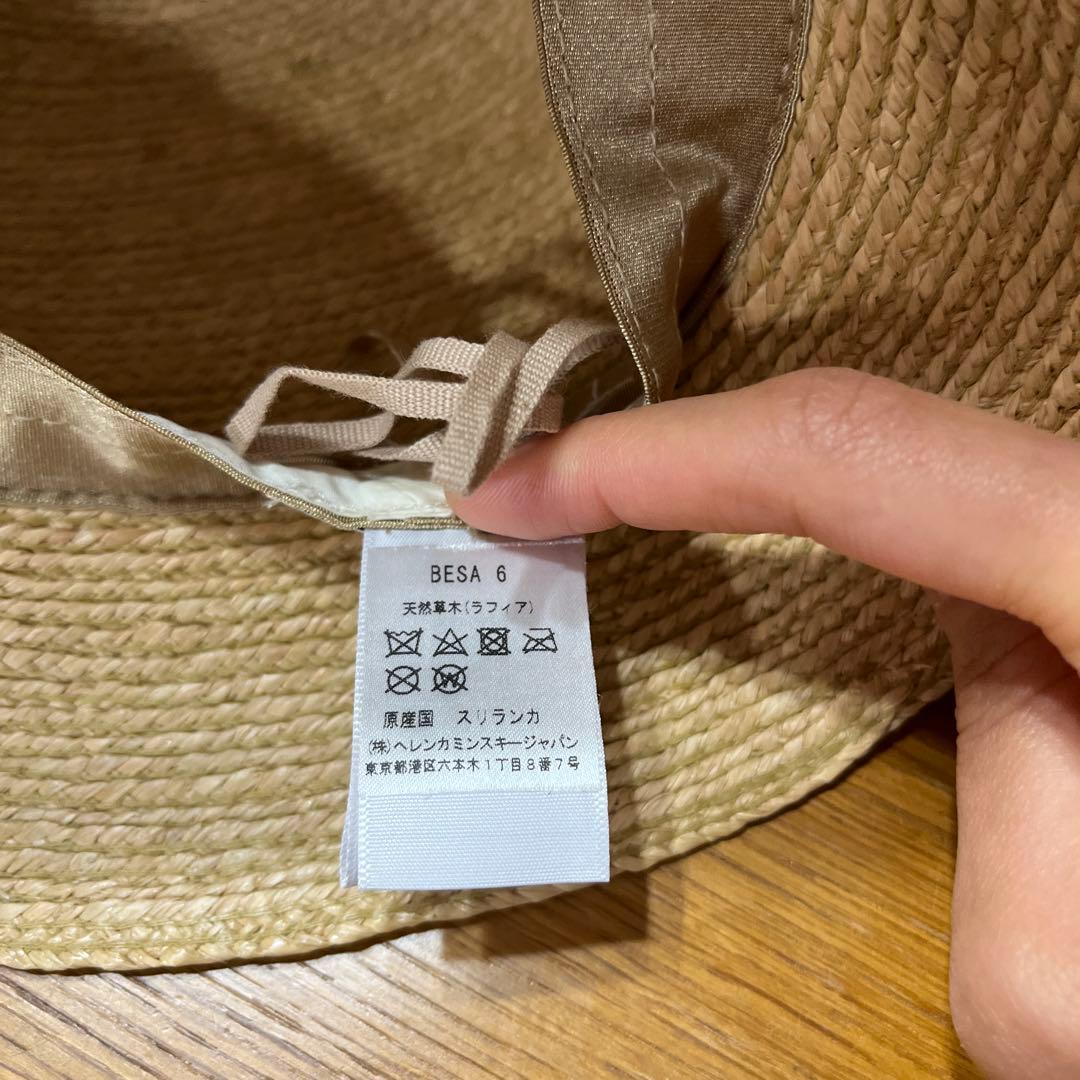 BESA 6
天然草木(ラフィア)
W
原産国 スリランカ
(株)ヘレンカミンスキージャパン
東京都港区六本木1丁目8番7号